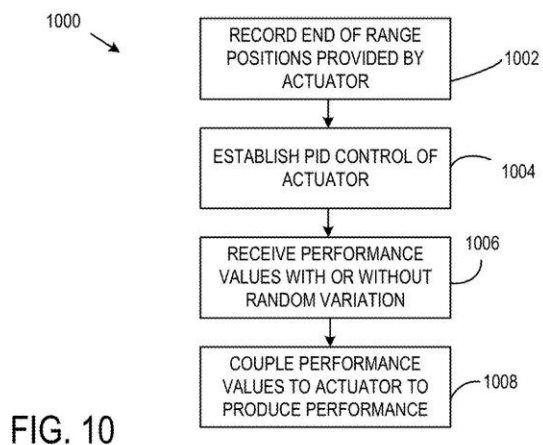 1000
RECORD END OF RANGE
POSITIONS PROVIDED BY
ACTUATOR
1002
ESTABLISH PID CONTROL OF
ACTUATOR
1004
RECEIVE PERFORMANCE
VALUES WITH OR WITHOUT
RANDOM VARIATION
1006
COUPLE PERFORMANCE
VALUES TO ACTUATOR TO
PRODUCE PERFORMANCE
1008
FIG. 10